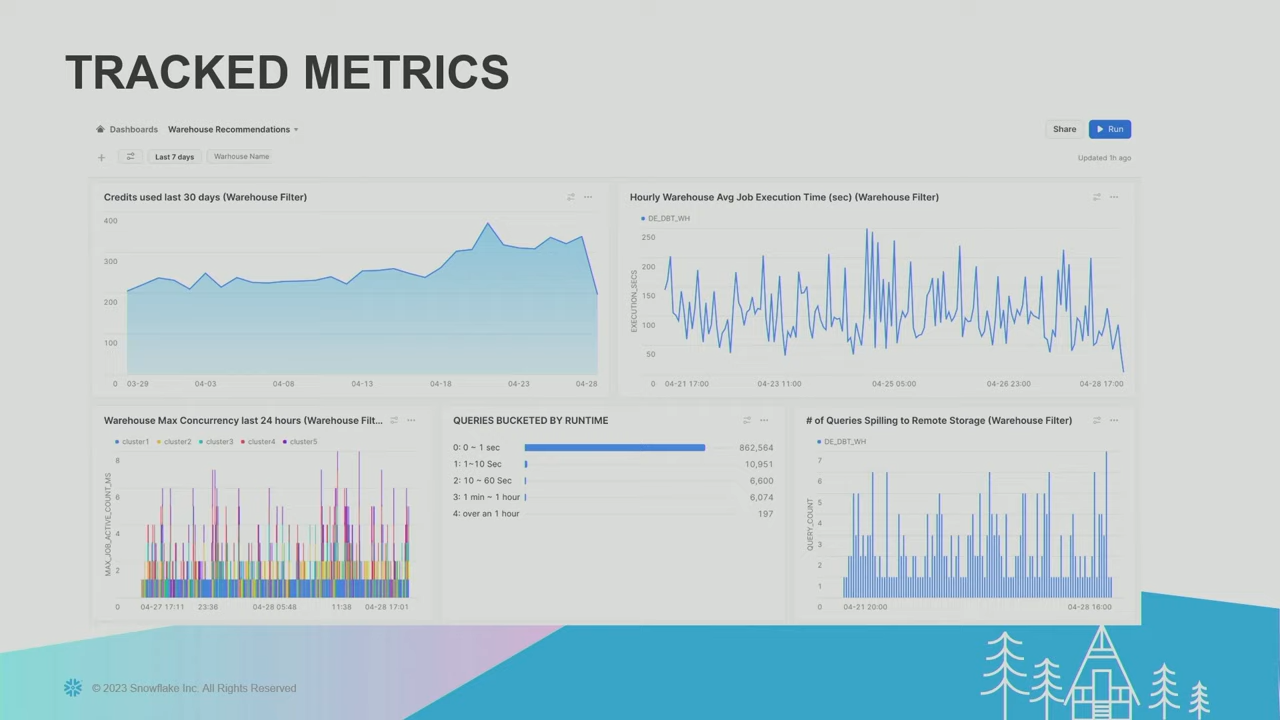 TRACKED METRICS
Dashboards Warehouse Recommendations
Share Run
Last 7 days Warhouse Name
Updated 1h ago
Credits used last 30 days (Warehouse Filter)
400
300
200
100
0 03-29 04-03 04-08 04-13 04-18 04-23 04-28
Hourly Warehouse Avg Job Execution Time (sec) (Warehouse Filter)
DE_DBT_WH
EXECUTION_SECS
250
200
150
100
50
0 04-21 17:00 04-23 11:00 04-25 05:00 04-26 23:00 04-28 17:00
Warehouse Max Concurrency last 24 hours (Warehouse Filt...
cluster1 cluster2 cluster3 cluster4 cluster5
MAX_JOB_ACTIVE_COUNT_MS
8
6
4
2
0 04-27 17:11 23:36 04-28 05:48 11:38 04-28 17:01
QUERIES BUCKETED BY RUNTIME
0: 0 ~ 1 sec 862,564
1: 1~10 Sec 10,951
2: 10 ~ 60 Sec 6,600
3: 1 min ~ 1 hour 6,074
4: over an 1 hour 197
# of Queries Spilling to Remote Storage (Warehouse Filter)
DE_DBT_WH
QUERY_COUNT
7
6
5
4
3
2
1
0 04-21 20:00 04-28 16:00
© 2023 Snowflake Inc. All Rights Reserved